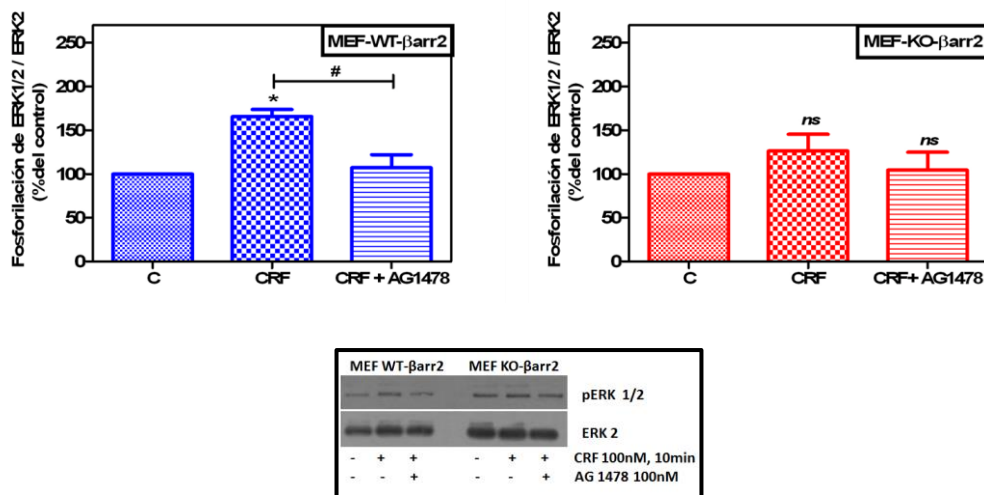 Fosforilación de ERK1/2 / ERK2
(%del control)
250
200
150
100
50
0
MEF-WT-βarr2
#
*
C
CRF
CRF + AG1478
Fosforilación de ERK1/2 / ERK2
(%del control)
250
200
150
100
50
0
MEF-KO-βarr2
ns
ns
C
CRF
CRF+ AG1478
MEF WT-βarr2 MEF KO-βarr2
pERK 1/2
ERK 2
- + + - + + CRF 100nM, 10min
- - + - - + AG 1478 100nM